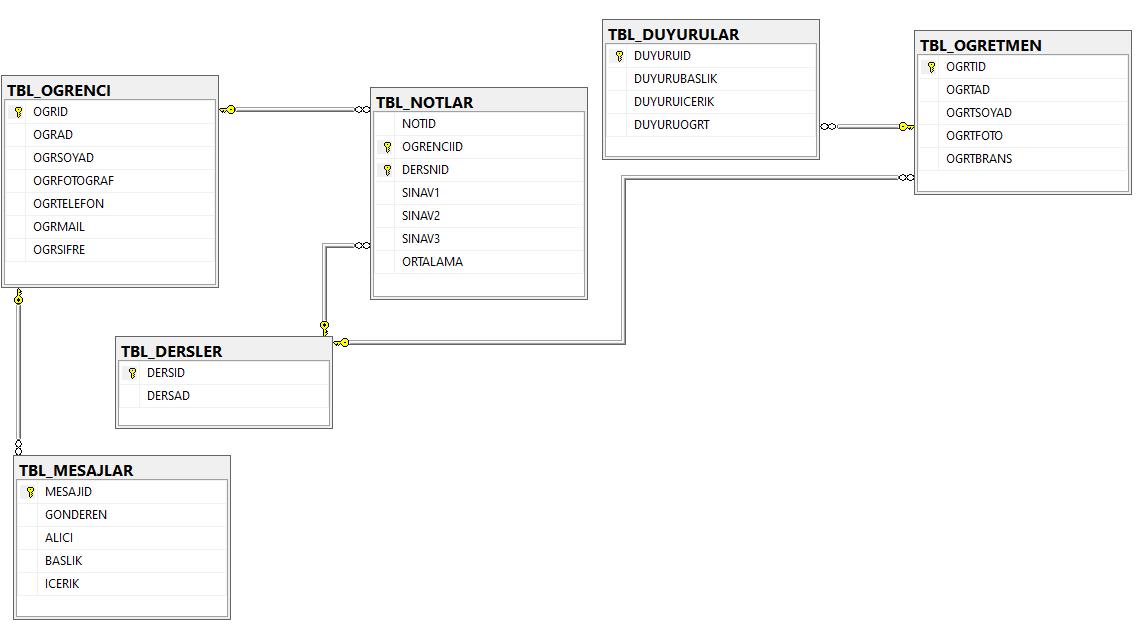 TBL_OGRENCI
OGRID
OGRAD
OGRSOYAD
OGRFOTOGRAF
OGRTELEFON
OGRMAIL
OGRSIFRE
TBL_NOTLAR
NOTID
OGRENCIID
DERSNID
SINAV1
SINAV2
SINAV3
ORTALAMA
TBL_DUYURULAR
DUYURUID
DUYURUBASLIK
DUYURUICERIK
DUYURUOGRT
TBL_OGRETMEN
OGRTID
OGRTAD
OGRTSOYAD
OGRTFOTO
OGRTBRANS
TBL_DERSLER
DERSID
DERSAD
TBL_MESAJLAR
MESAJID
GONDEREN
ALICI
BASLIK
ICERIK